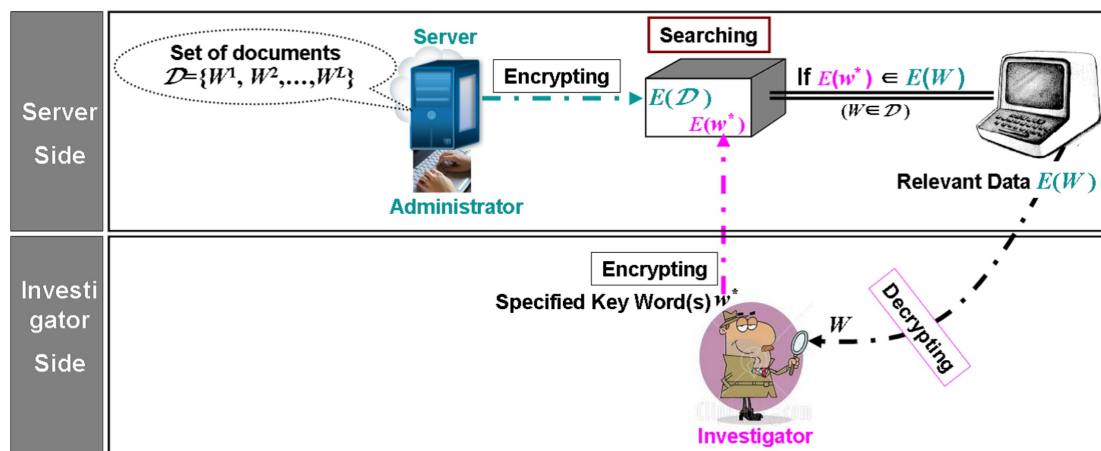 Server
Side
Set of documents
𝒟={W¹, W²,…,Wᴸ}
Server
Encrypting
Administrator
Searching
E(𝒟)
E(w*)
If E(w*) ∈ E(W)
(W∈𝒟)
Relevant Data E(W)
Investi
gator
Side
Encrypting
Specified Key Word(s) w*
W
Decrypting
Investigator